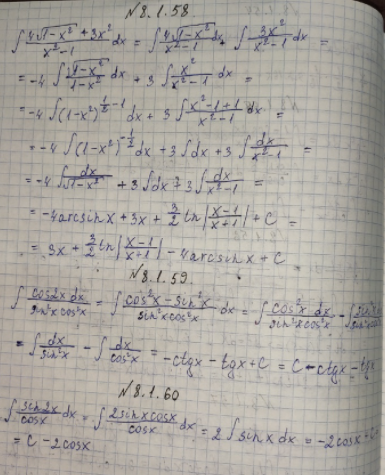 №8.1.58
∫ (4√(1-x²) + 3x²)/(x²-1) dx = ∫ 4√(1-x²)/(x²-1) dx + ∫ 3x²/(x²-1) dx =
= -4 ∫ √(1-x²)/(1-x²) dx + 3 ∫ x²/(x²-1) dx =
= -4 ∫ (1-x²)^(1/2 -1) dx + 3 ∫ (x²-1+1)/(x²-1) dx =
= -4 ∫ (1-x²)^(-1/2) dx + 3 ∫ dx + 3 ∫ dx/(x²-1) =
= -4 ∫ dx/√(1-x²) + 3 ∫ dx + 3 ∫ dx/(x²-1) =
= -4 arcsin x + 3x + 3/2 ln |(x-1)/(x+1)| + C =
= 3x + 3/2 ln |(x-1)/(x+1)| - 4 arcsin x + C
№8.1.59.
∫ cos2x dx/(sin²x cos²x) = ∫ (cos²x - sin²x)/(sin²x cos²x) dx = ∫ cos²x dx/(sin²x cos²x) - ∫
= ∫ dx/sin²x - ∫ dx/cos²x = -ctgx - tgx + C = C - ctgx - tgx
№8.1.60
∫ sin2x/cosx dx = ∫ 2sinxcosx/cosx dx = 2 ∫ sinx dx = -2cosx + C =
= C - 2cosx